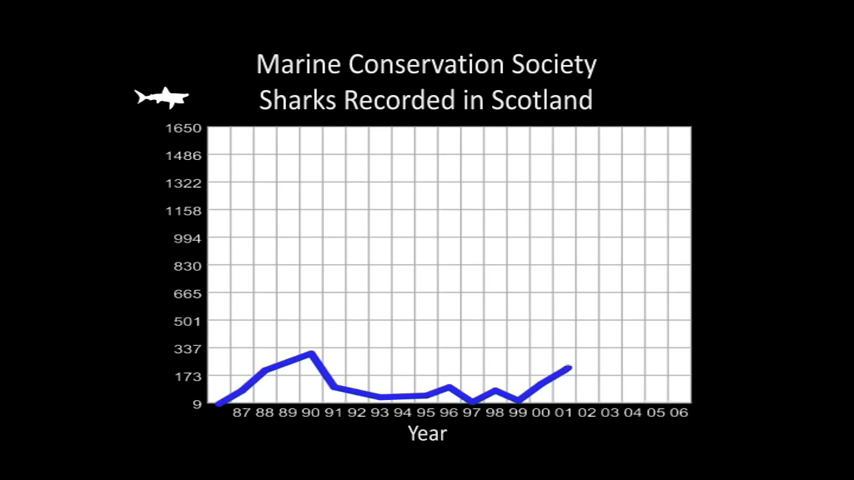 Marine Conservation Society
Sharks Recorded in Scotland
1650
1486
1322
1158
994
830
665
501
337
173
9
87 88 89 90 91 92 93 94 95 96 97 98 99 00 01 02 03 04 05 06
Year